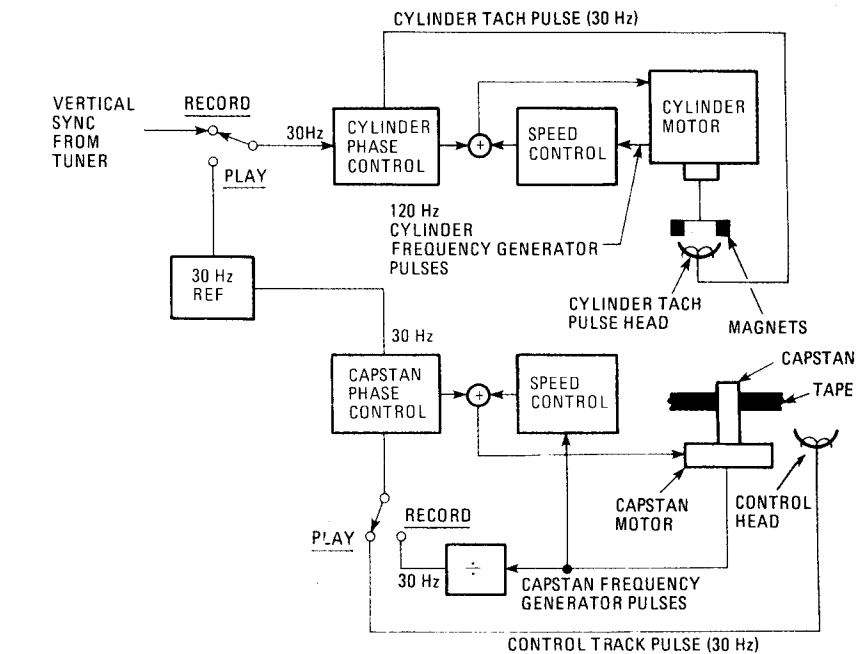 CYLINDER TACH PULSE (30 Hz)
VERTICAL
SYNC
FROM
TUNER
RECORD
PLAY
30Hz
CYLINDER
PHASE
CONTROL
+
SPEED
CONTROL
CYLINDER
MOTOR
120 Hz
CYLINDER
FREQUENCY GENERATOR
PULSES
CYLINDER TACH
PULSE HEAD
MAGNETS
30 Hz
REF
30 Hz
CAPSTAN
PHASE
CONTROL
+
SPEED
CONTROL
CAPSTAN
TAPE
CAPSTAN
MOTOR
CONTROL
HEAD
PLAY
RECORD
30 Hz
÷
CAPSTAN FREQUENCY
GENERATOR PULSES
CONTROL TRACK PULSE (30 Hz)